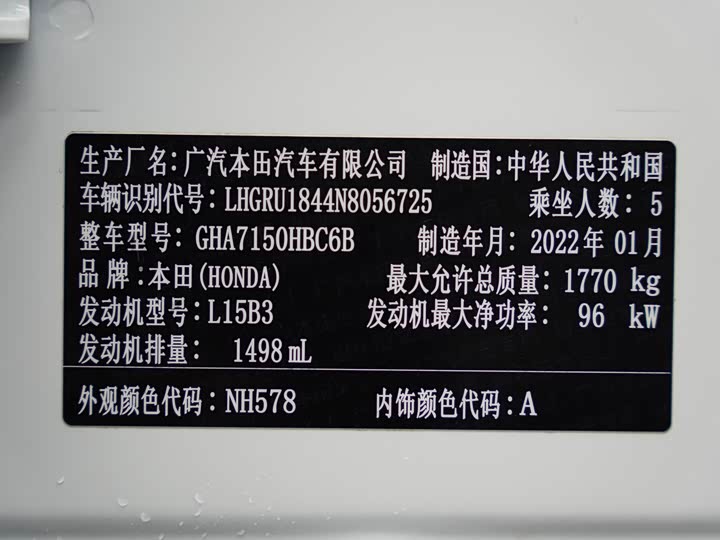 生产厂名：广汽本田汽车有限公司 制造国：中华人民共和国
车辆识别代号：LHGRU1844N8056725 乘坐人数：5
整车型号：GHA7150HBC6B 制造年月：2022年01月
品牌：本田(HONDA) 最大允许总质量：1770 kg
发动机型号：L15B3 发动机最大净功率：96 kW
发动机排量：1498 mL
外观颜色代码：NH578 内饰颜色代码：A